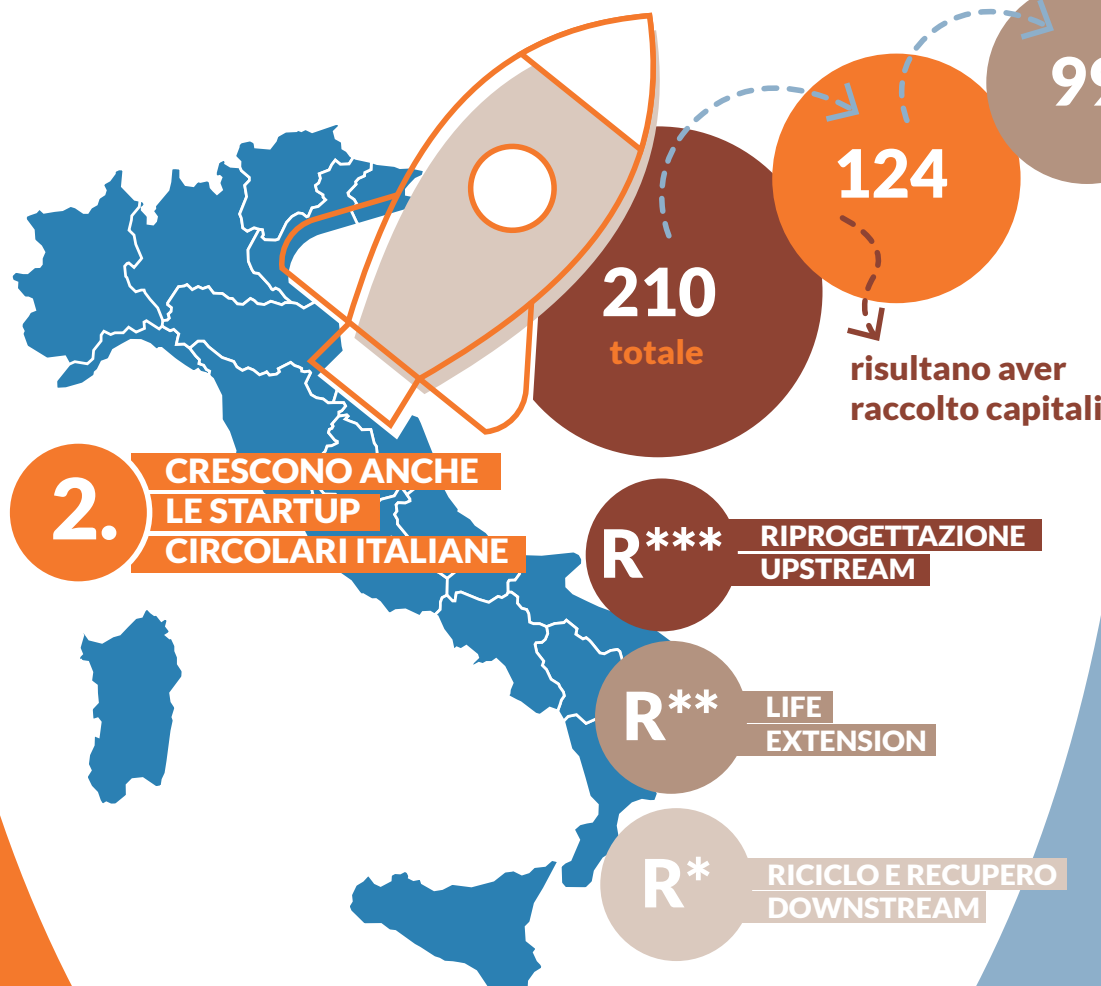 124
210
totale
risultano aver
raccolto capitali
2.
CRESCONO ANCHE
LE STARTUP
CIRCOLARI ITALIANE
R***
RIPROGETTAZIONE
UPSTREAM
R**
LIFE
EXTENSION
R*
RICICLO E RECUPERO
DOWNSTREAM